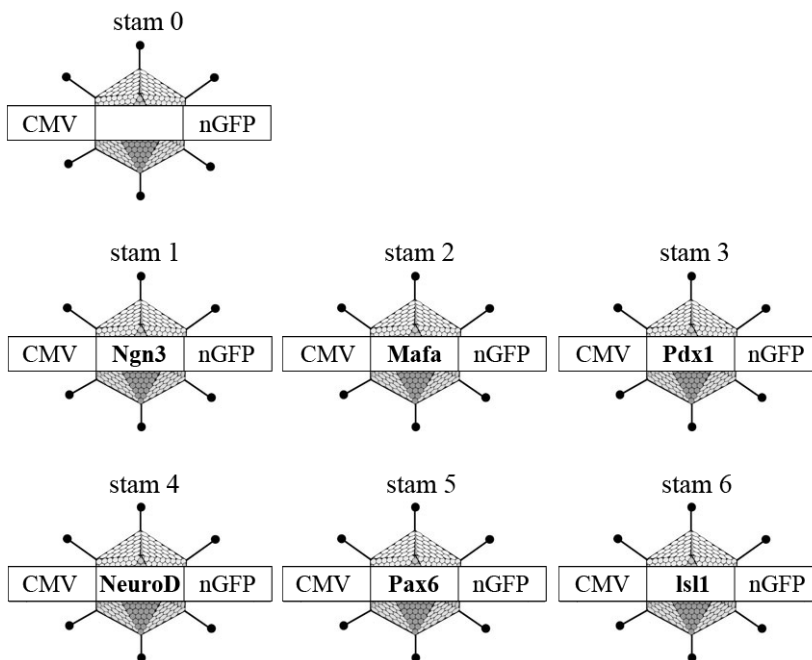 stam 0
CMV nGFP
stam 1 stam 2 stam 3
CMV Ngn3 nGFP CMV Mafa nGFP CMV Pdx1 nGFP
stam 4 stam 5 stam 6
CMV NeuroD nGFP CMV Pax6 nGFP CMV lsl1 nGFP